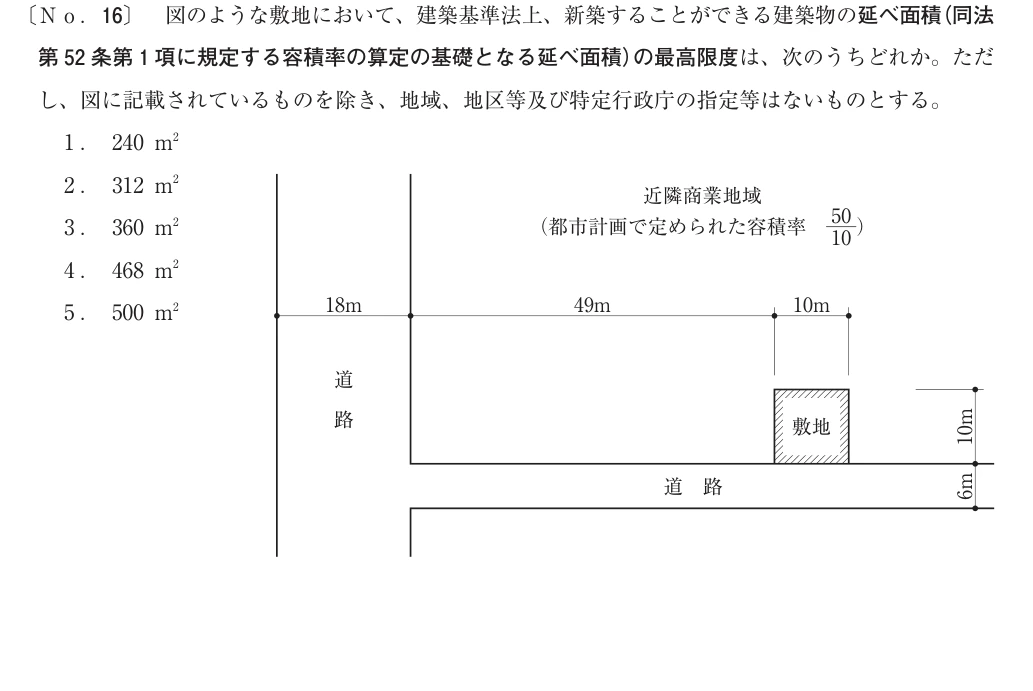 〔Ｎｏ．16〕　図のような敷地において、建築基準法上、新築することができる建築物の延べ面積(同法
第52条第1項に規定する容積率の算定の基礎となる延べ面積)の最高限度は、次のうちどれか。ただ
し、図に記載されているものを除き、地域、地区等及び特定行政庁の指定等はないものとする。
1．　240 m²
2．　312 m²
3．　360 m²
4．　468 m²
5．　500 m²
近隣商業地域
(都市計画で定められた容積率　50/10)
18m
49m
10m
道
路
敷地
10m
道　路
6m